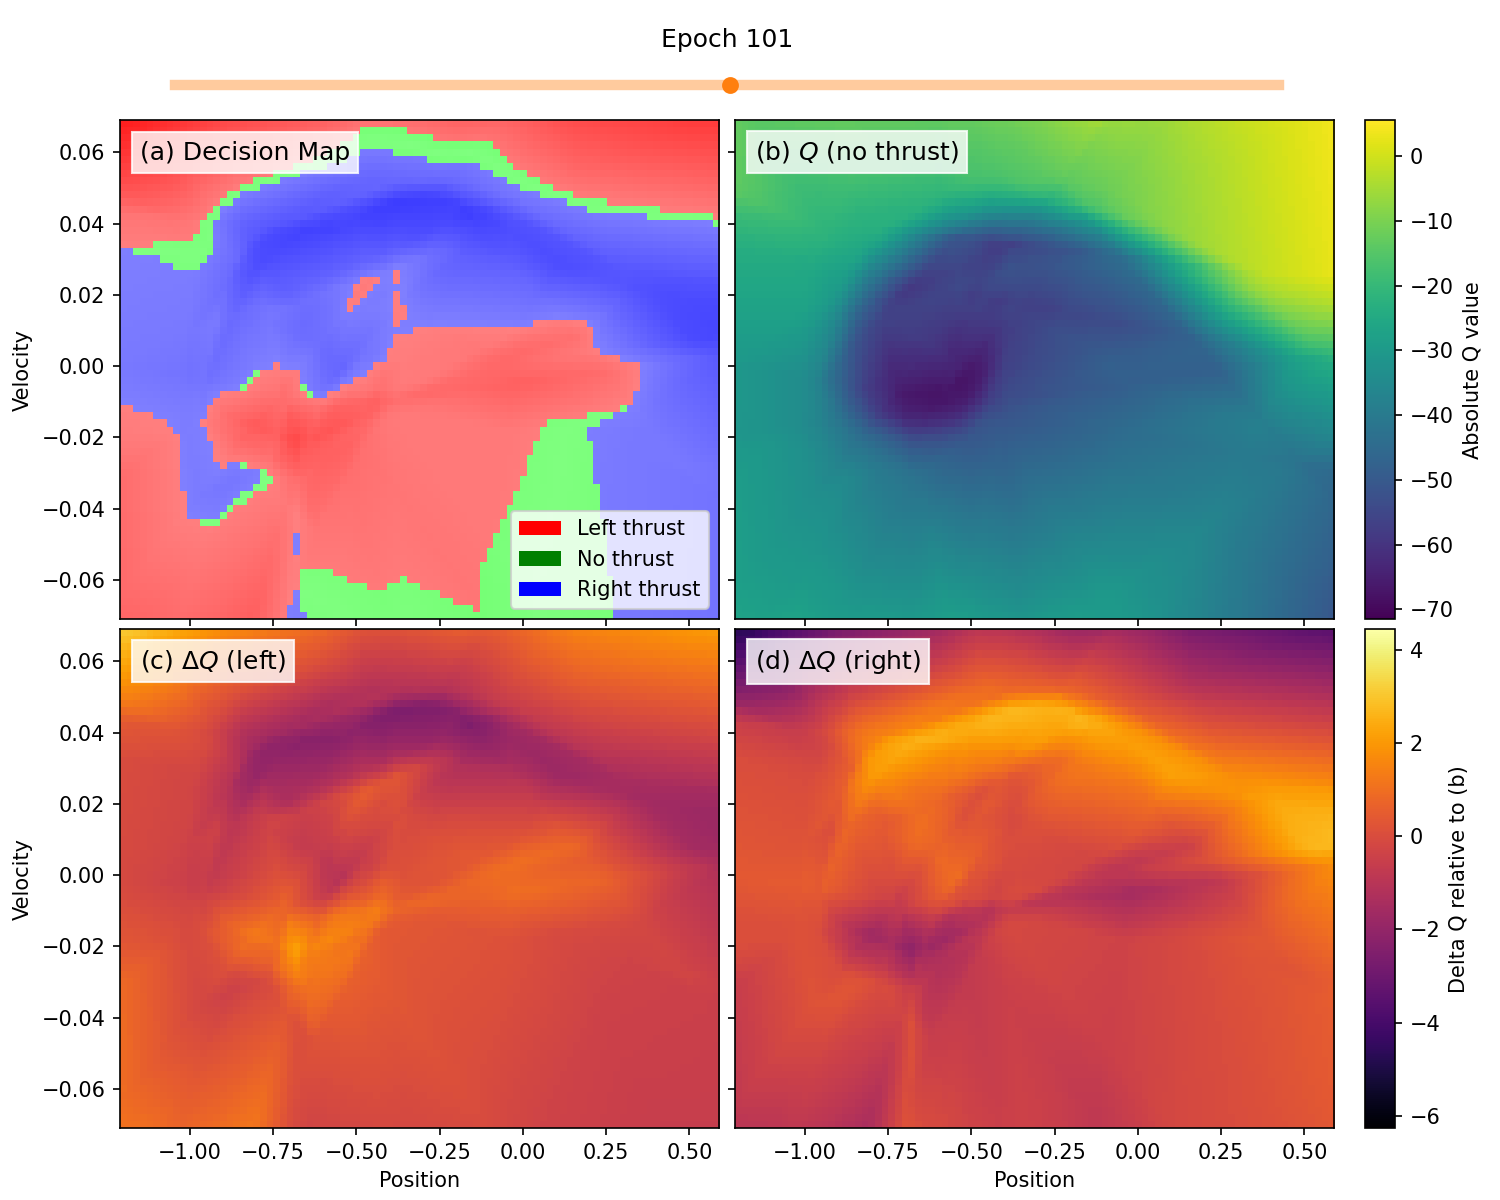 Epoch 101
(a) Decision Map
(b) Q (no thrust)
0.06
0.04
0.02
0.00
−0.02
−0.04
−0.06
Velocity
Left thrust
No thrust
Right thrust
0
−10
−20
−30
−40
−50
−60
−70
Absolute Q value
(c) ΔQ (left)
(d) ΔQ (right)
0.06
0.04
0.02
0.00
−0.02
−0.04
−0.06
Velocity
−1.00 −0.75 −0.50 −0.25 0.00 0.25 0.50
Position
−1.00 −0.75 −0.50 −0.25 0.00 0.25 0.50
Position
4
2
0
−2
−4
−6
Delta Q relative to (b)